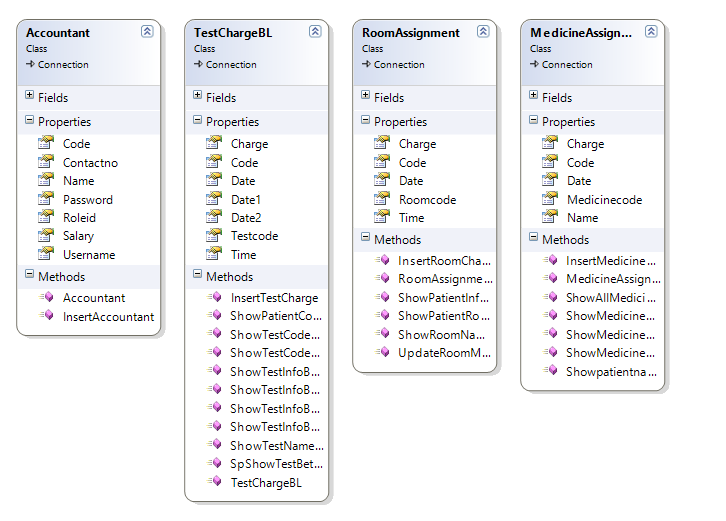 Accountant
Class
Connection
Fields
Properties
Code
Contactno
Name
Password
Roleid
Salary
Username
Methods
Accountant
InsertAccountant
TestChargeBL
Class
Connection
Fields
Properties
Charge
Code
Date
Date1
Date2
Testcode
Time
Methods
InsertTestCharge
ShowPatientCo...
ShowTestCode...
ShowTestCode...
ShowTestInfoB...
ShowTestInfoB...
ShowTestInfoB...
ShowTestInfoB...
ShowTestName...
SpShowTestBet...
TestChargeBL
RoomAssignment
Class
Connection
Fields
Properties
Charge
Code
Date
Roomcode
Time
Methods
InsertRoomCha...
RoomAssignme...
ShowPatientInf...
ShowPatientRo...
ShowRoomNa...
UpdateRoomM...
MedicineAssign...
Class
Connection
Fields
Properties
Charge
Code
Date
Medicinecode
Name
Methods
InsertMedicine...
MedicineAssign...
ShowAllMedici...
ShowMedicine...
ShowMedicine...
ShowMedicine...
Showpatientna...